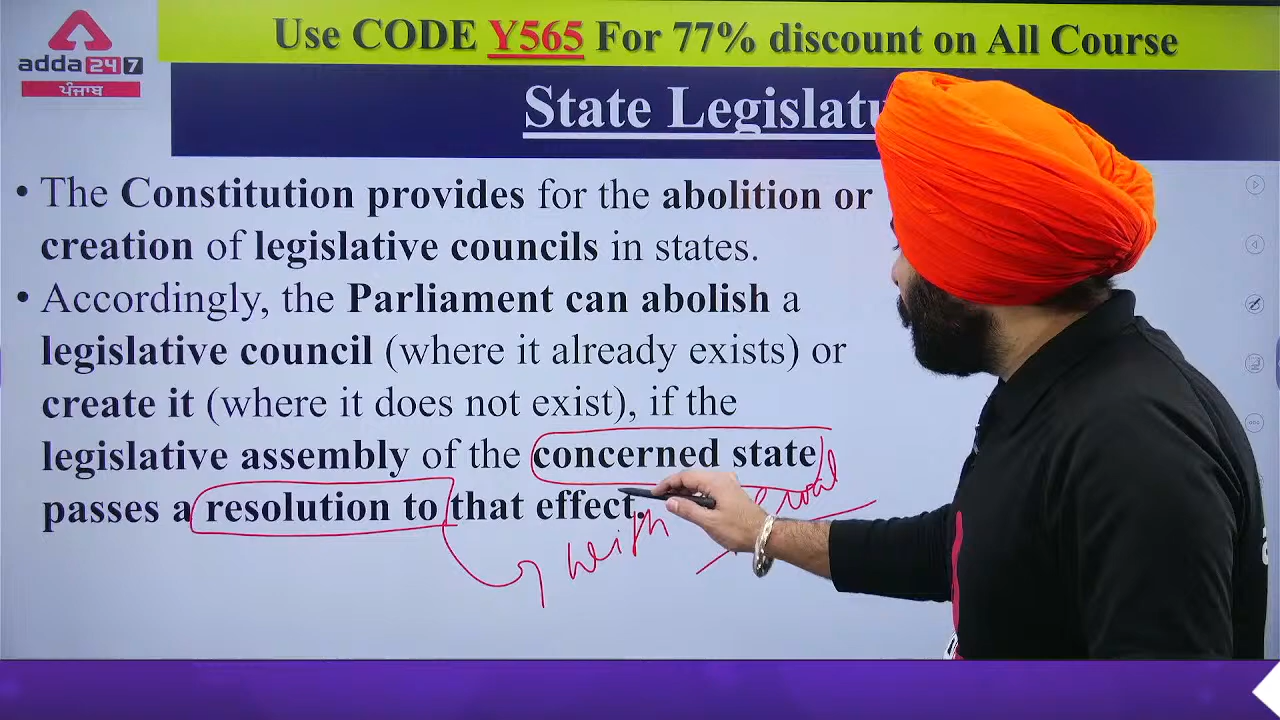 Use CODE Y565 For 77% discount on All Course
adda247
ਪੰਜਾਬ
State Legislatu
• The Constitution provides for the abolition or
creation of legislative councils in states.
• Accordingly, the Parliament can abolish a
legislative council (where it already exists) or
create it (where it does not exist), if the
legislative assembly of the concerned state
passes a resolution to that effect.
with